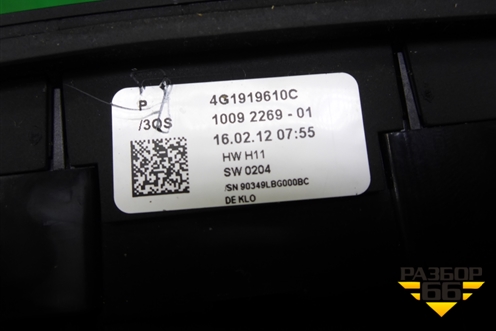 P 4G1919610C
/3QS 1009 2269 - 01
16.02.12 07:55
HW H11
SW 0204
/SN 90349LBG000BC
DE KLO
РАЗБОР
66